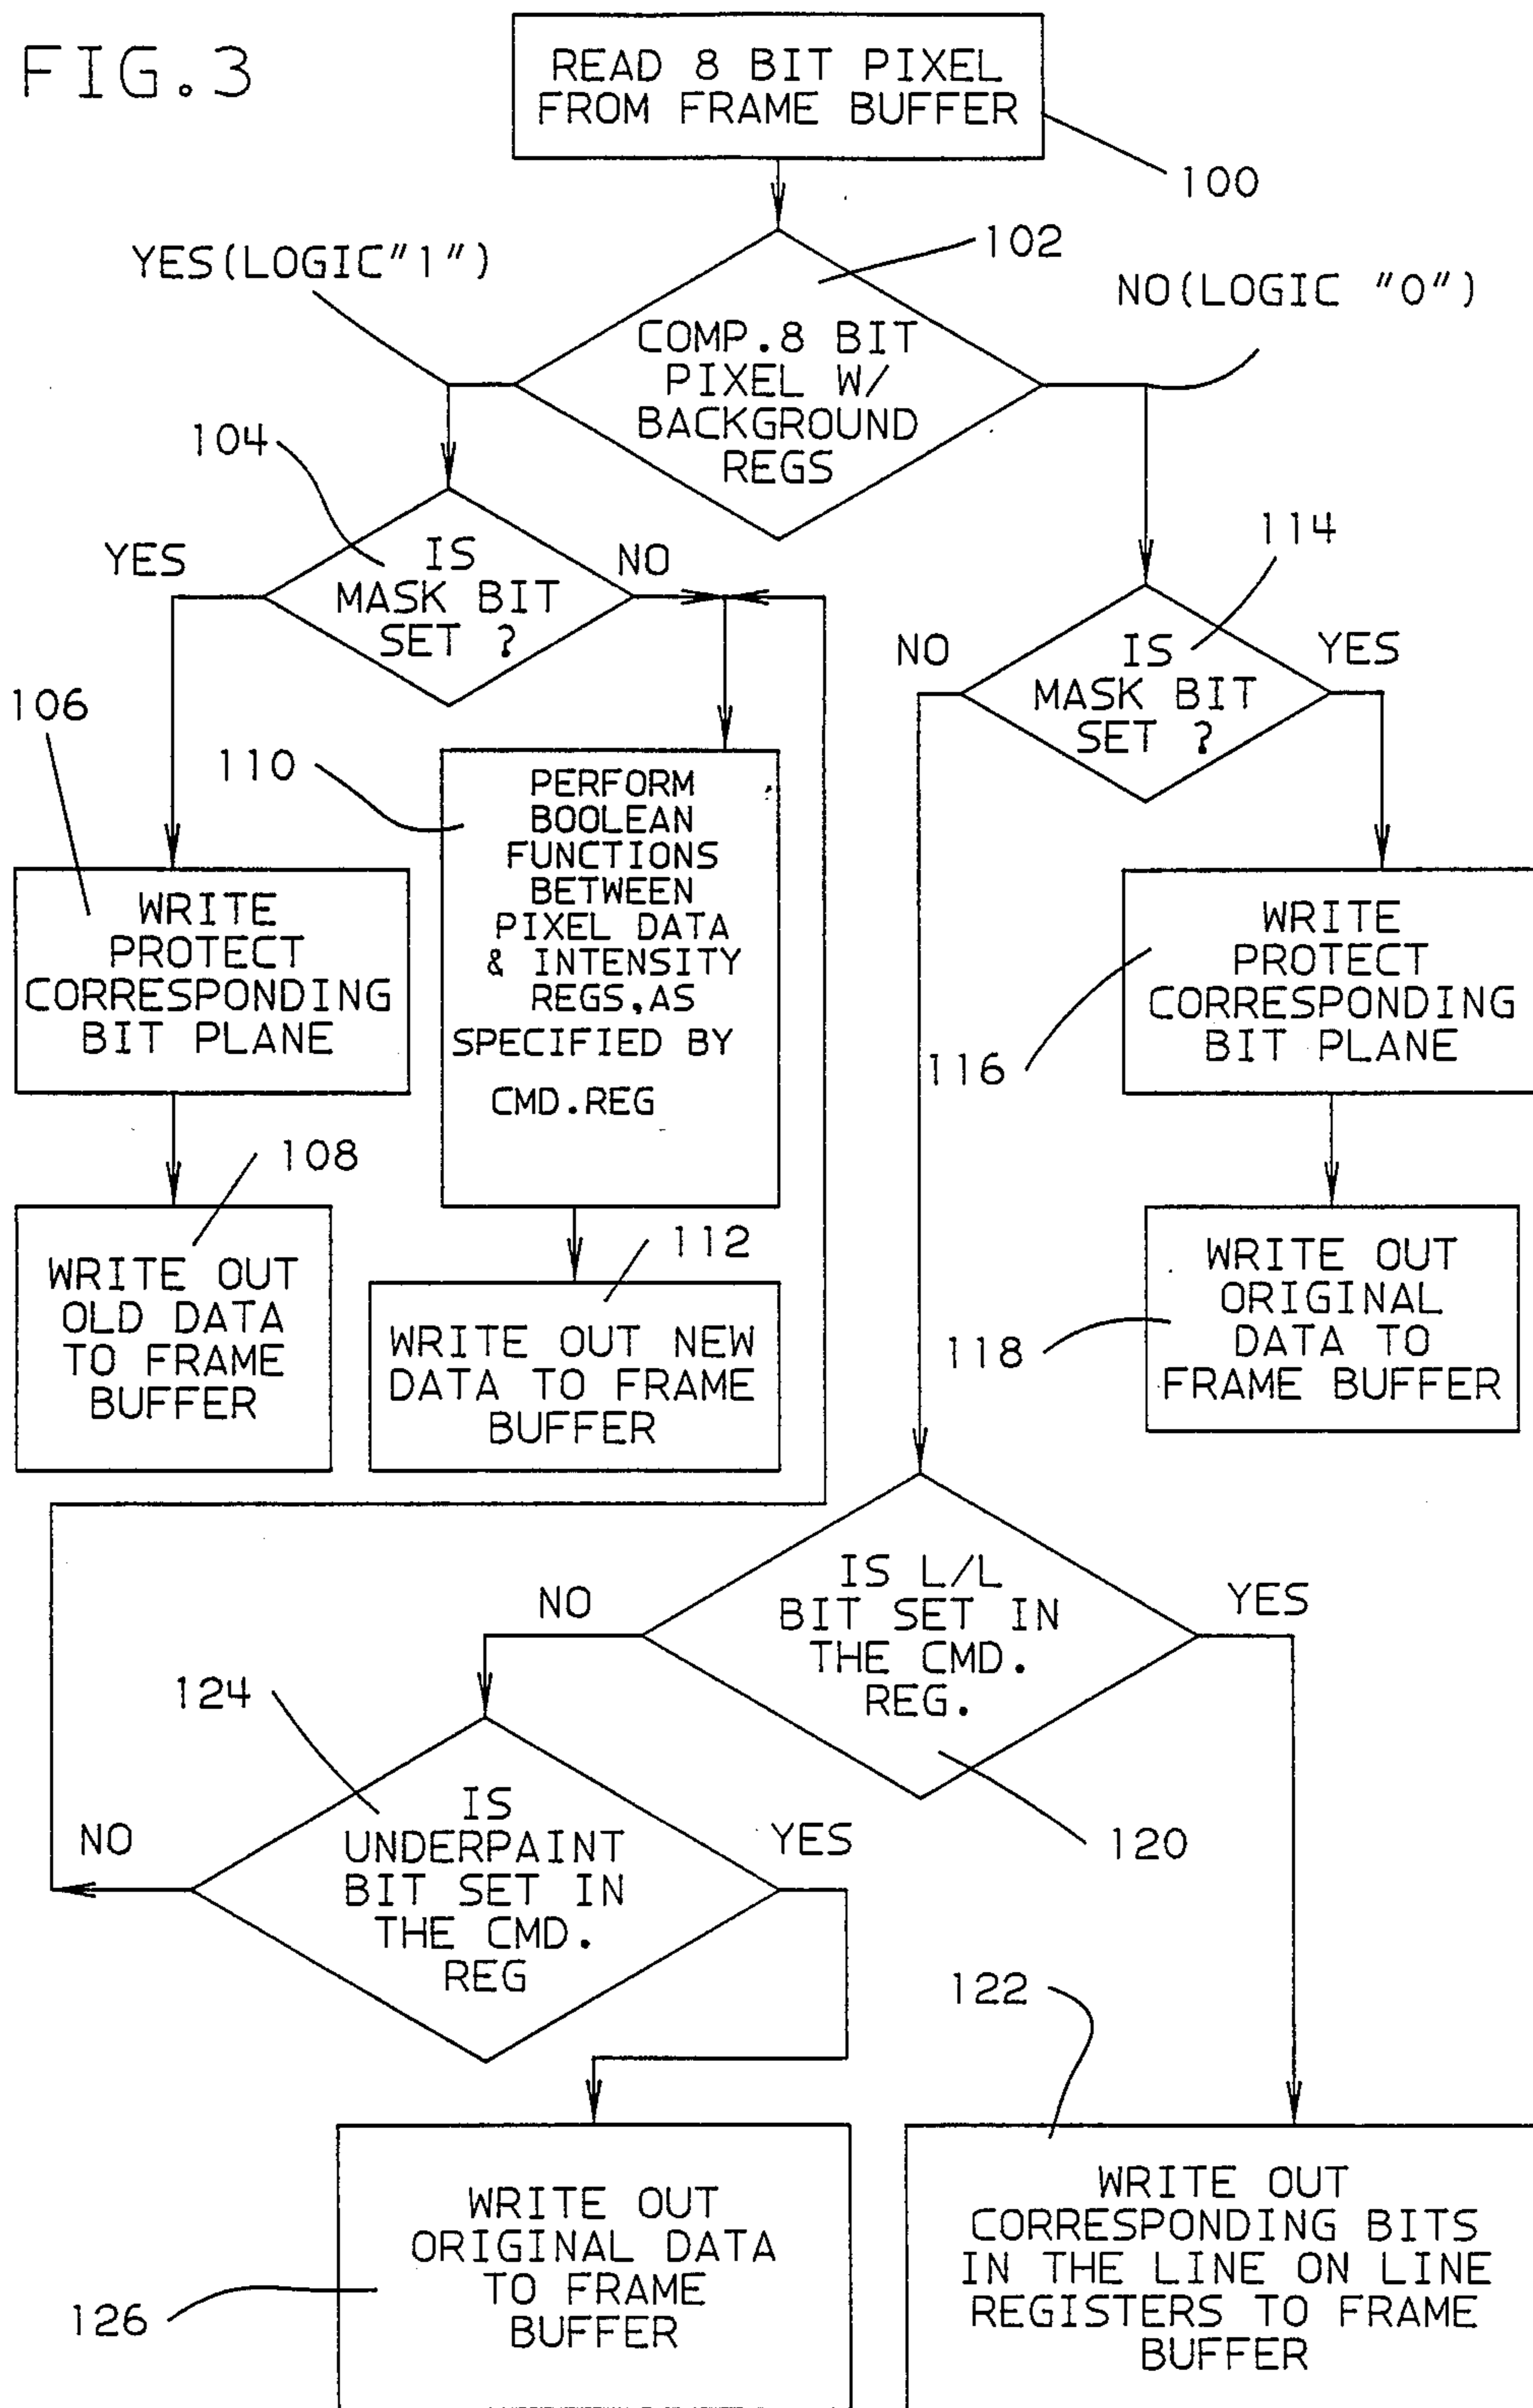 FIG.3
READ 8 BIT PIXEL
FROM FRAME BUFFER
100
102
YES(LOGIC"1")
NO(LOGIC "0")
COMP.8 BIT
PIXEL W/
BACKGROUND
REGS
104
YES
IS
MASK BIT
SET ?
NO
114
NO
IS
MASK BIT
SET ?
YES
106
WRITE
PROTECT
CORRESPONDING
BIT PLANE
110
PERFORM
BOOLEAN
FUNCTIONS
BETWEEN
PIXEL DATA
& INTENSITY
REGS,AS
SPECIFIED BY
CMD.REG
116
WRITE
PROTECT
CORRESPONDING
BIT PLANE
108
WRITE OUT
OLD DATA
TO FRAME
BUFFER
112
WRITE OUT NEW
DATA TO FRAME
BUFFER
118
WRITE OUT
ORIGINAL
DATA TO
FRAME BUFFER
NO
IS L/L
BIT SET IN
THE CMD.
REG.
YES
120
124
NO
IS
UNDERPAINT
BIT SET IN
THE CMD.
REG
YES
122
126
WRITE OUT
ORIGINAL DATA
TO FRAME
BUFFER
WRITE OUT
CORRESPONDING BITS
IN THE LINE ON LINE
REGISTERS TO FRAME
BUFFER